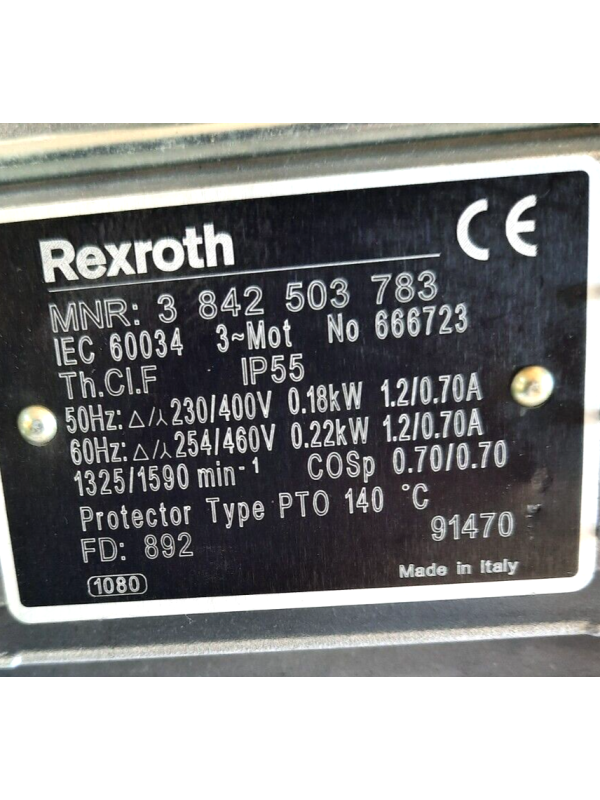 Rexroth CE
MNR: 3 842 503 783
IEC 60034 3~Mot No 666723
Th.Cl.F IP55
50Hz: △/⅄ 230/400V 0.18kW 1.2/0.70A
60Hz: △/⅄ 254/460V 0.22kW 1.2/0.70A
1325/1590 min-1 COSp 0.70/0.70
Protector Type PTO 140 °C
FD: 892 91470
1080 Made in Italy